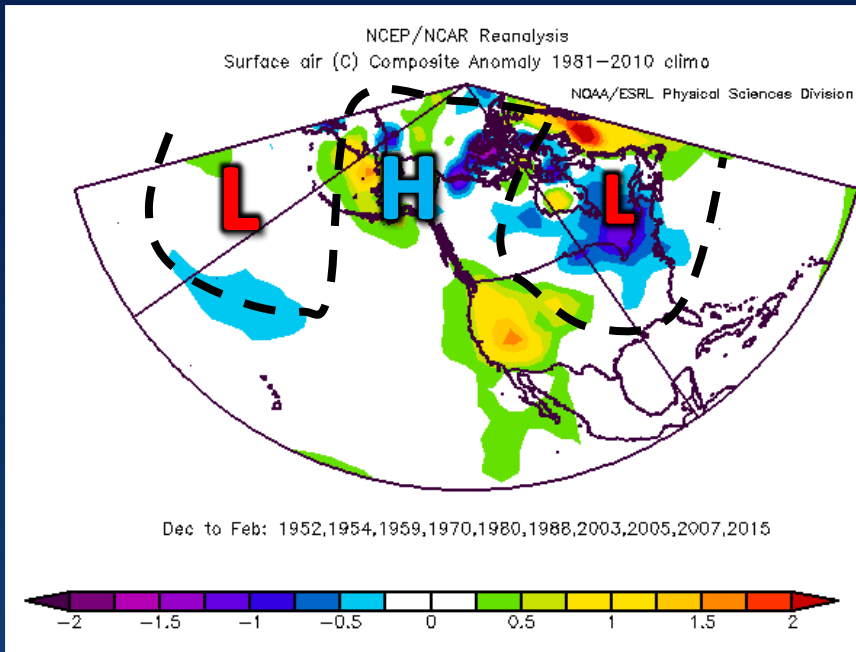 NCEP/NCAR Reanalysis
Surface air (C) Composite Anomaly 1981-2010 climo
NOAA/ESRL Physical Sciences Division
L
H
L
Dec to Feb: 1952,1954,1959,1970,1980,1988,2003,2005,2007,2015
-2 -1.5 -1 -0.5 0 0.5 1 1.5 2